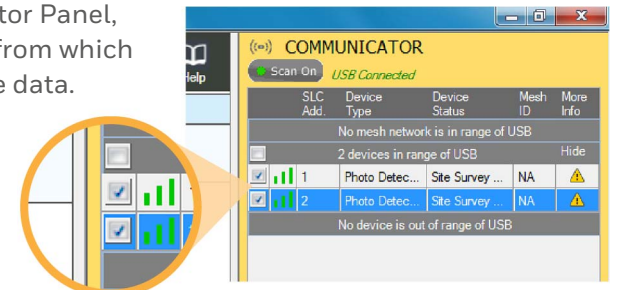 tor Panel,
from which
e data.
Help
((•)) COMMUNICATOR
Scan On USB Connected
SLC Add. Device Type Device Status Mesh ID More Info
No mesh network is in range of USB
2 devices in range of USB Hide
1 Photo Detec... Site Survey ... NA
2 Photo Detec... Site Survey ... NA
No device is out of range of USB